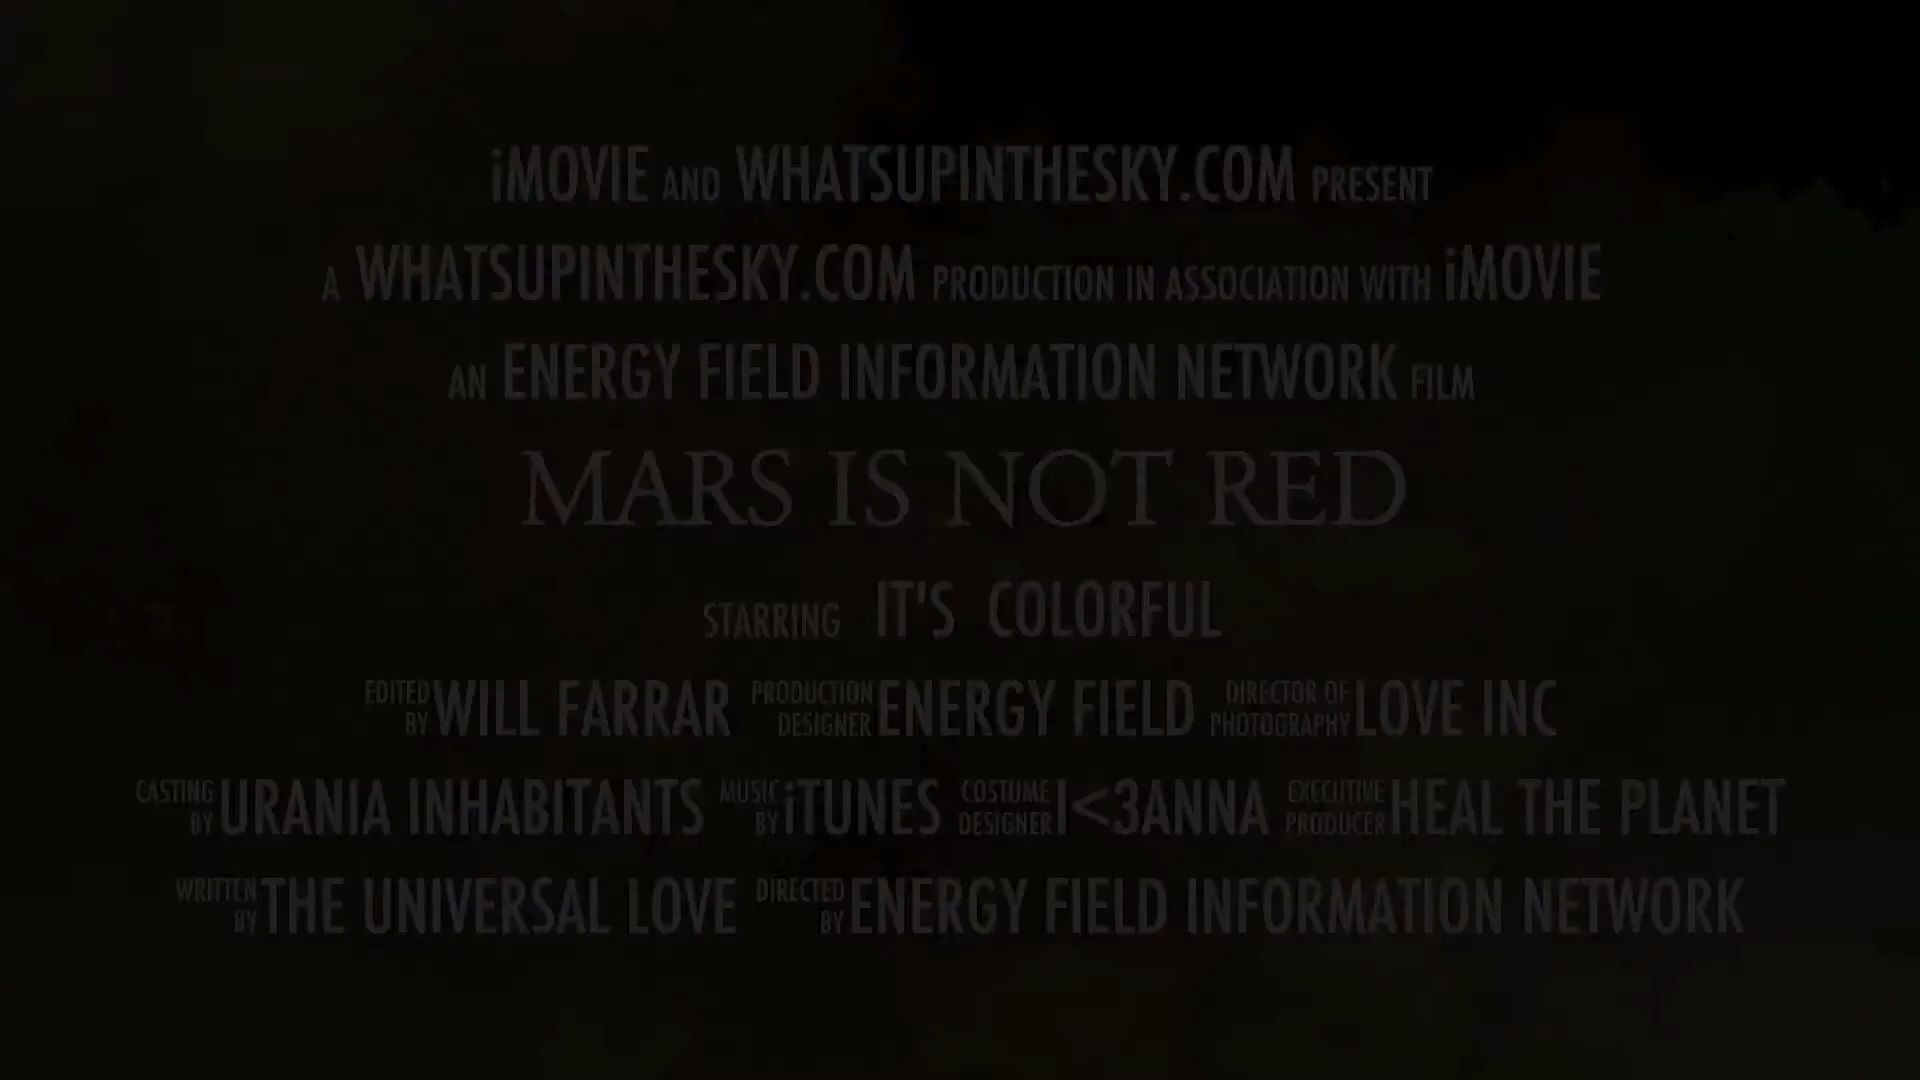 iMOVIE AND WHATSUPINTHESKY.COM PRESENT
A WHATSUPINTHESKY.COM PRODUCTION IN ASSOCIATION WITH iMOVIE
AN ENERGY FIELD INFORMATION NETWORK FILM
MARS IS NOT RED
STARRING IT'S COLORFUL
EDITED BY WILL FARRAR PRODUCTION DESIGNER ENERGY FIELD DIRECTOR OF PHOTOGRAPHY LOVE INC
CASTING BY URANIA INHABITANTS MUSIC BY iTUNES COSTUME DESIGNER I<3ANNA EXECUTIVE PRODUCER HEAL THE PLANET
WRITTEN BY THE UNIVERSAL LOVE DIRECTED BY ENERGY FIELD INFORMATION NETWORK